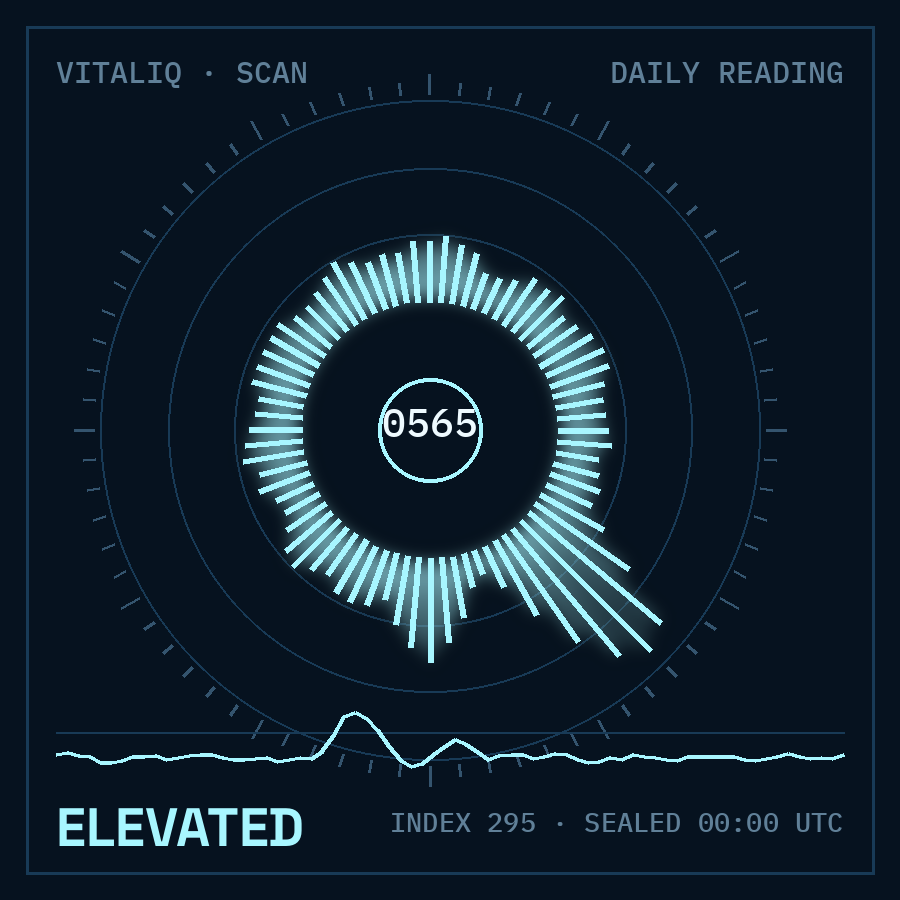 VITALIQ · SCAN
DAILY READING
0565
ELEVATED
INDEX 295 · SEALED 00:00 UTC